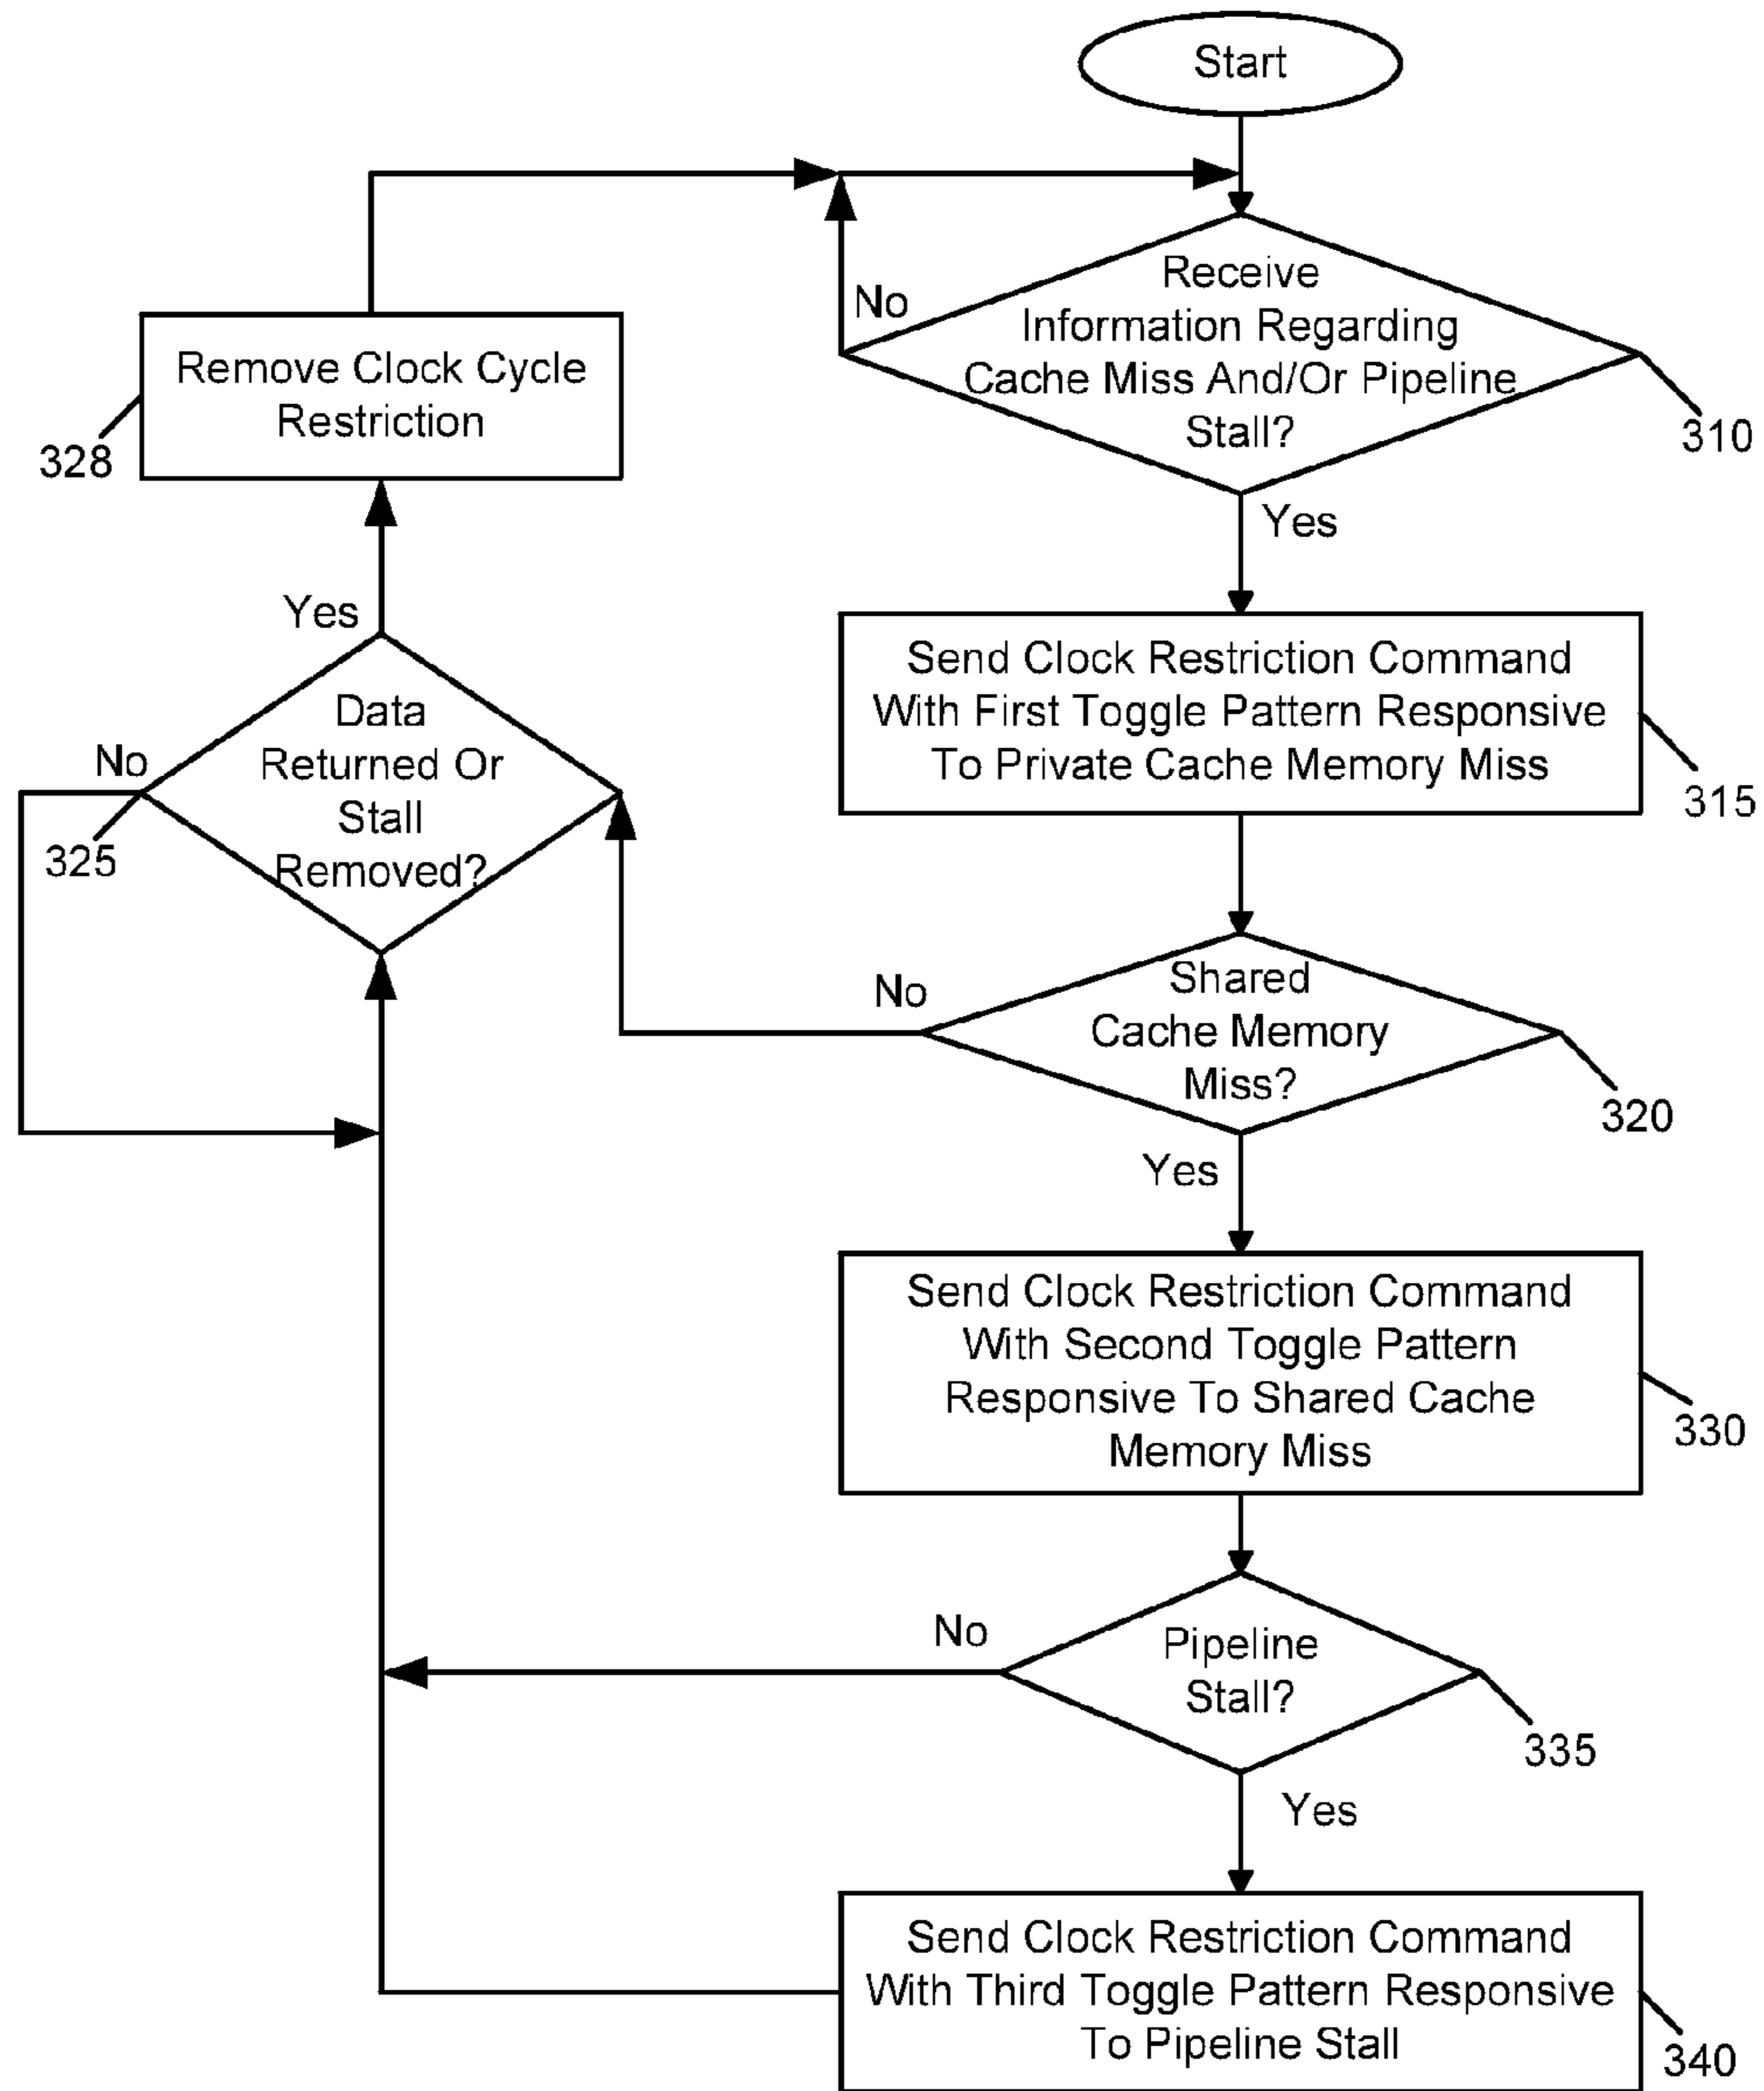 Start
Receive
Information Regarding
Cache Miss And/Or Pipeline
Stall?
No
310
Yes
Remove Clock Cycle
Restriction
328
Send Clock Restriction Command
With First Toggle Pattern Responsive
To Private Cache Memory Miss
315
Yes
Data
Returned Or
Stall
Removed?
No
325
Shared
Cache Memory
Miss?
No
320
Yes
Send Clock Restriction Command
With Second Toggle Pattern
Responsive To Shared Cache
Memory Miss
330
Pipeline
Stall?
No
335
Yes
Send Clock Restriction Command
With Third Toggle Pattern Responsive
To Pipeline Stall
340